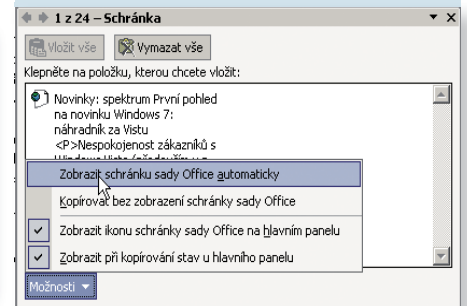 1 z 24 – Schránka
Vložit vše Vymazat vše
Klepněte na položku, kterou chcete vložit:
Novinky: spektrum První pohled
na novinku Windows 7:
náhradník za Vistu
<P>Nespokojenost zákazníků s
Zobrazit schránku sady Office automaticky
Kopírovat bez zobrazení schránky sady Office
Zobrazit ikonu schránky sady Office na hlavním panelu
Zobrazit při kopírování stav u hlavního panelu
Možnosti